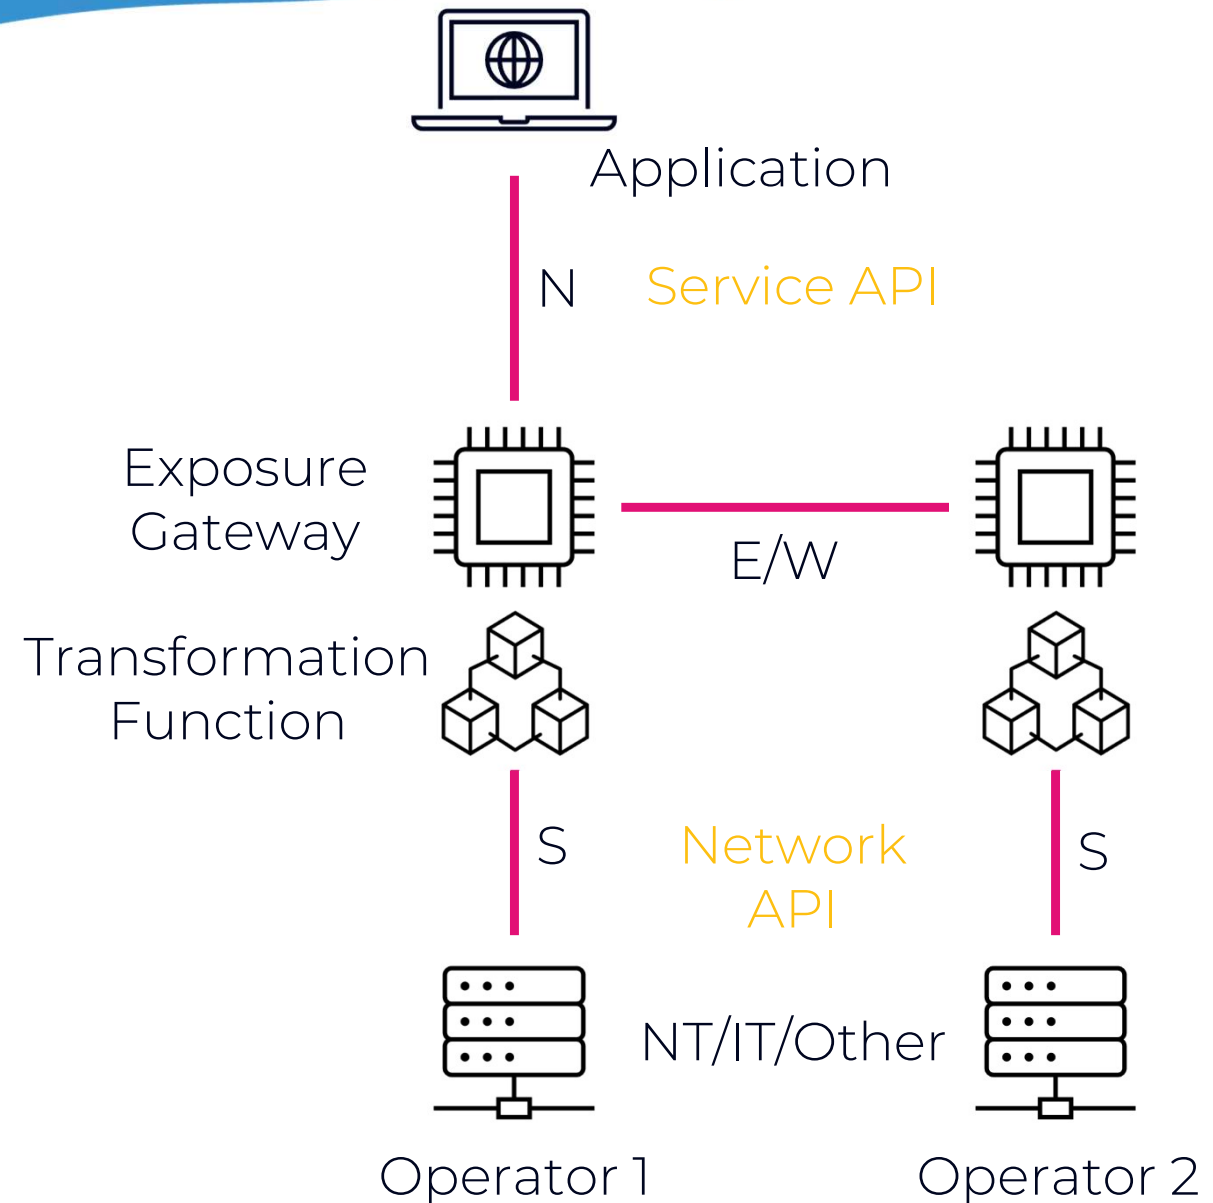 Application
N
Service API
Exposure
Gateway
E/W
Transformation
Function
S
Network
API
S
NT/IT/Other
Operator 1
Operator 2